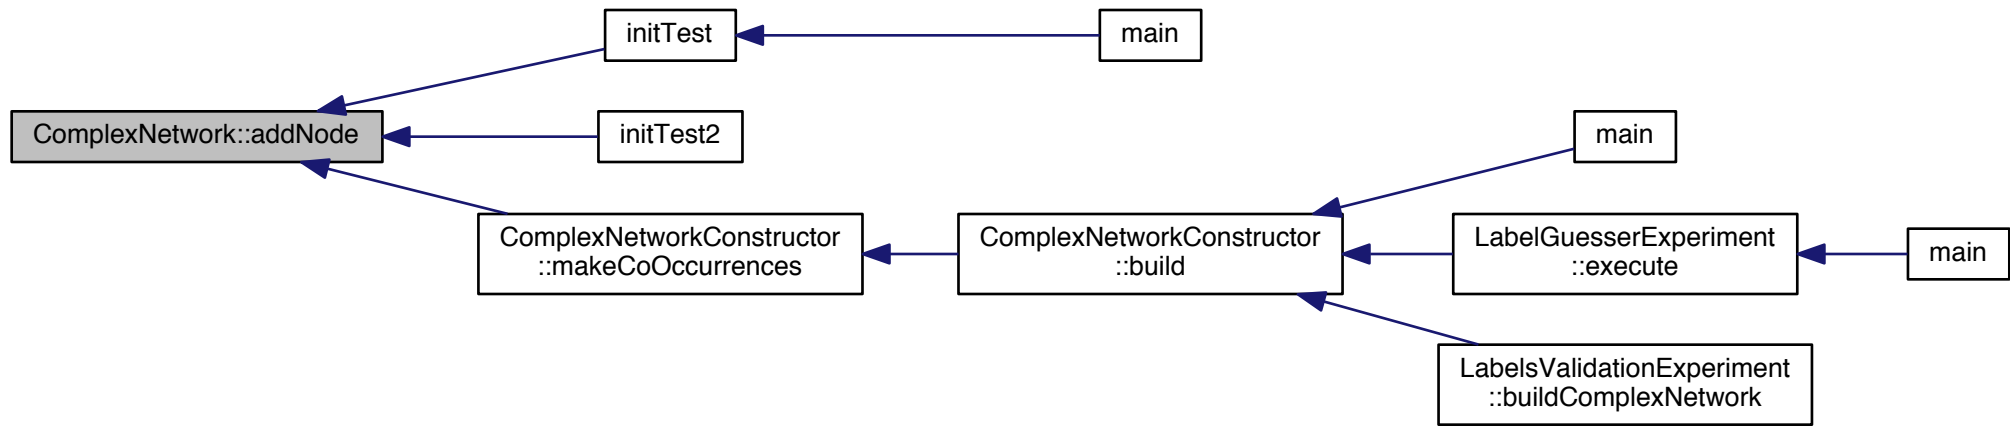 initTest
main
ComplexNetwork::addNode
initTest2
main
ComplexNetworkConstructor
::makeCoOccurrences
ComplexNetworkConstructor
::build
LabelGuesserExperiment
::execute
main
LabelsValidationExperiment
::buildComplexNetwork